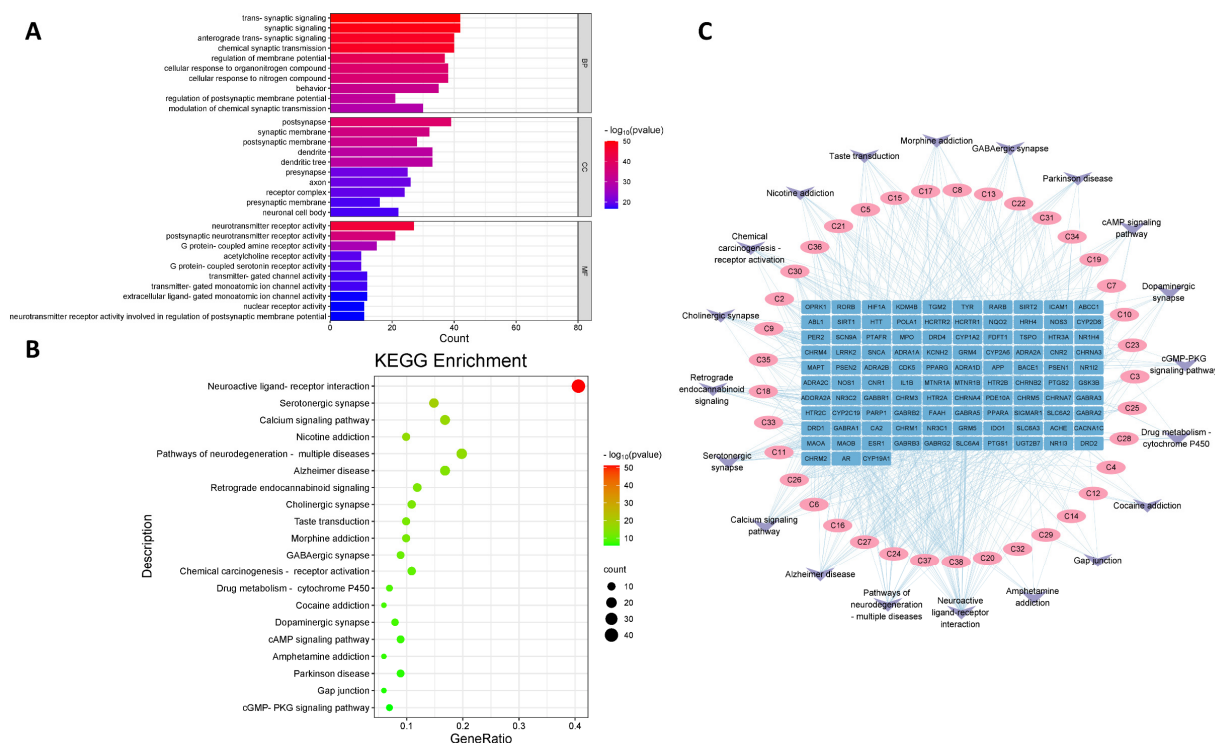 A
trans- synaptic signaling
synaptic signaling
anterograde trans- synaptic signaling
chemical synaptic transmission
regulation of membrane potential
cellular response to organonitrogen compound
cellular response to nitrogen compound
behavior
regulation of postsynaptic membrane potential
modulation of chemical synaptic transmission
BP
postsynapse
synaptic membrane
postsynaptic membrane
dendrite
dendritic tree
presynapse
axon
receptor complex
presynaptic membrane
neuronal cell body
CC
neurotransmitter receptor activity
postsynaptic neurotransmitter receptor activity
G protein- coupled amine receptor activity
acetylcholine receptor activity
G protein- coupled serotonin receptor activity
transmitter- gated channel activity
transmitter- gated monoatomic ion channel activity
extracellular ligand- gated monoatomic ion channel activity
nuclear receptor activity
neurotransmitter receptor activity involved in regulation of postsynaptic membrane potential
MF
0 20 40 60 80
Count
- log10(pvalue)
50
40
30
20
B
KEGG Enrichment
Description
Neuroactive ligand- receptor interaction
Serotonergic synapse
Calcium signaling pathway
Nicotine addiction
Pathways of neurodegeneration - multiple diseases
Alzheimer disease
Retrograde endocannabinoid signaling
Cholinergic synapse
Taste transduction
Morphine addiction
GABAergic synapse
Chemical carcinogenesis - receptor activation
Drug metabolism - cytochrome P450
Cocaine addiction
Dopaminergic synapse
cAMP signaling pathway
Amphetamine addiction
Parkinson disease
Gap junction
cGMP- PKG signaling pathway
0.1 0.2 0.3 0.4
GeneRatio
- log10(pvalue)
50
40
30
20
10
count
10
20
30
40
C
Morphine addiction
GABAergic synapse
Taste transduction
Parkinson disease
Nicotine addiction
cAMP signaling pathway
Chemical carcinogenesis - receptor activation
Dopaminergic synapse
Cholinergic synapse
cGMP-PKG signaling pathway
Retrograde endocannabinoid signaling
Drug metabolism - cytochrome P450
Serotonergic synapse
Cocaine addiction
Calcium signaling pathway
Gap junction
Alzheimer disease
Amphetamine addiction
Pathways of neurodegeneration - multiple diseases
Neuroactive ligand-receptor interaction
C8
C13
C22
C31
C34
C19
C7
C10
C23
C3
C25
C28
C4
C12
C14
C29
C32
C20
C38
C37
C24
C27
C16
C6
C26
C11
C33
C18
C35
C9
C2
C30
C36
C21
C5
C15
C17
OPRK1 RORB HIF1A KDM4B TGM2 TYR RARB SIRT2 ICAM1 ABCC1
ABL1 SIRT1 HTT POLA1 HCRTR2 HCRTR1 NQO2 HRH4 NOS3 CYP2D6
PER2 SCN9A PTAFR MPO DRD4 CYP1A2 FDFT1 TSPO HTR3A NR1H4
CHRM4 LRRK2 SNCA ADRA1A KCNH2 GRM4 CYP2A6 ADRA2A CNR2 CHRNA3
MAPT PSEN2 ADRA2B CDK5 PPARG ADRA1D APP BACE1 PSEN1 NR1I2
ADRA2C NOS1 CNR1 IL1B MTNR1A MTNR1B HTR2B CHRNB2 PTGS2 GSK3B
ADORA2A NR3C2 GABBR1 CHRM3 HTR2A CHRNA4 PDE10A CHRM5 CHRNA7 GABRA3
HTR2C CYP2C19 PARP1 GABRB2 FAAH GABRA5 PPARA SIGMAR1 SLC6A2 GABRA2
DRD1 GABRA1 CA2 CHRM1 NR3C1 GRM5 IDO1 SLC6A3 ACHE CACNA1C
MAOA MAOB ESR1 GABRB3 GABRG2 SLC6A4 PTGS1 UGT2B7 NR1I3 DRD2
CHRM2 AR CYP19A1